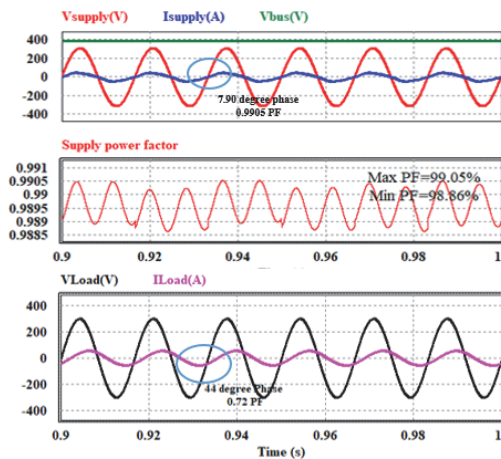 Vsupply(V) Isupply(A) Vbus(V)
400
200
0
-200
-400
7.90 degree phase
0.9905 PF
Supply power factor
0.991
0.9905
0.99
0.9895
0.989
0.9885
Max PF=99.05%
Min PF=98.86%
0.9 0.92 0.94 0.96 0.98 1
VLoad(V) ILoad(A)
400
200
0
-200
-400
44 degree Phase
0.72 PF
0.9 0.92 0.94 0.96 0.98 1
Time (s)